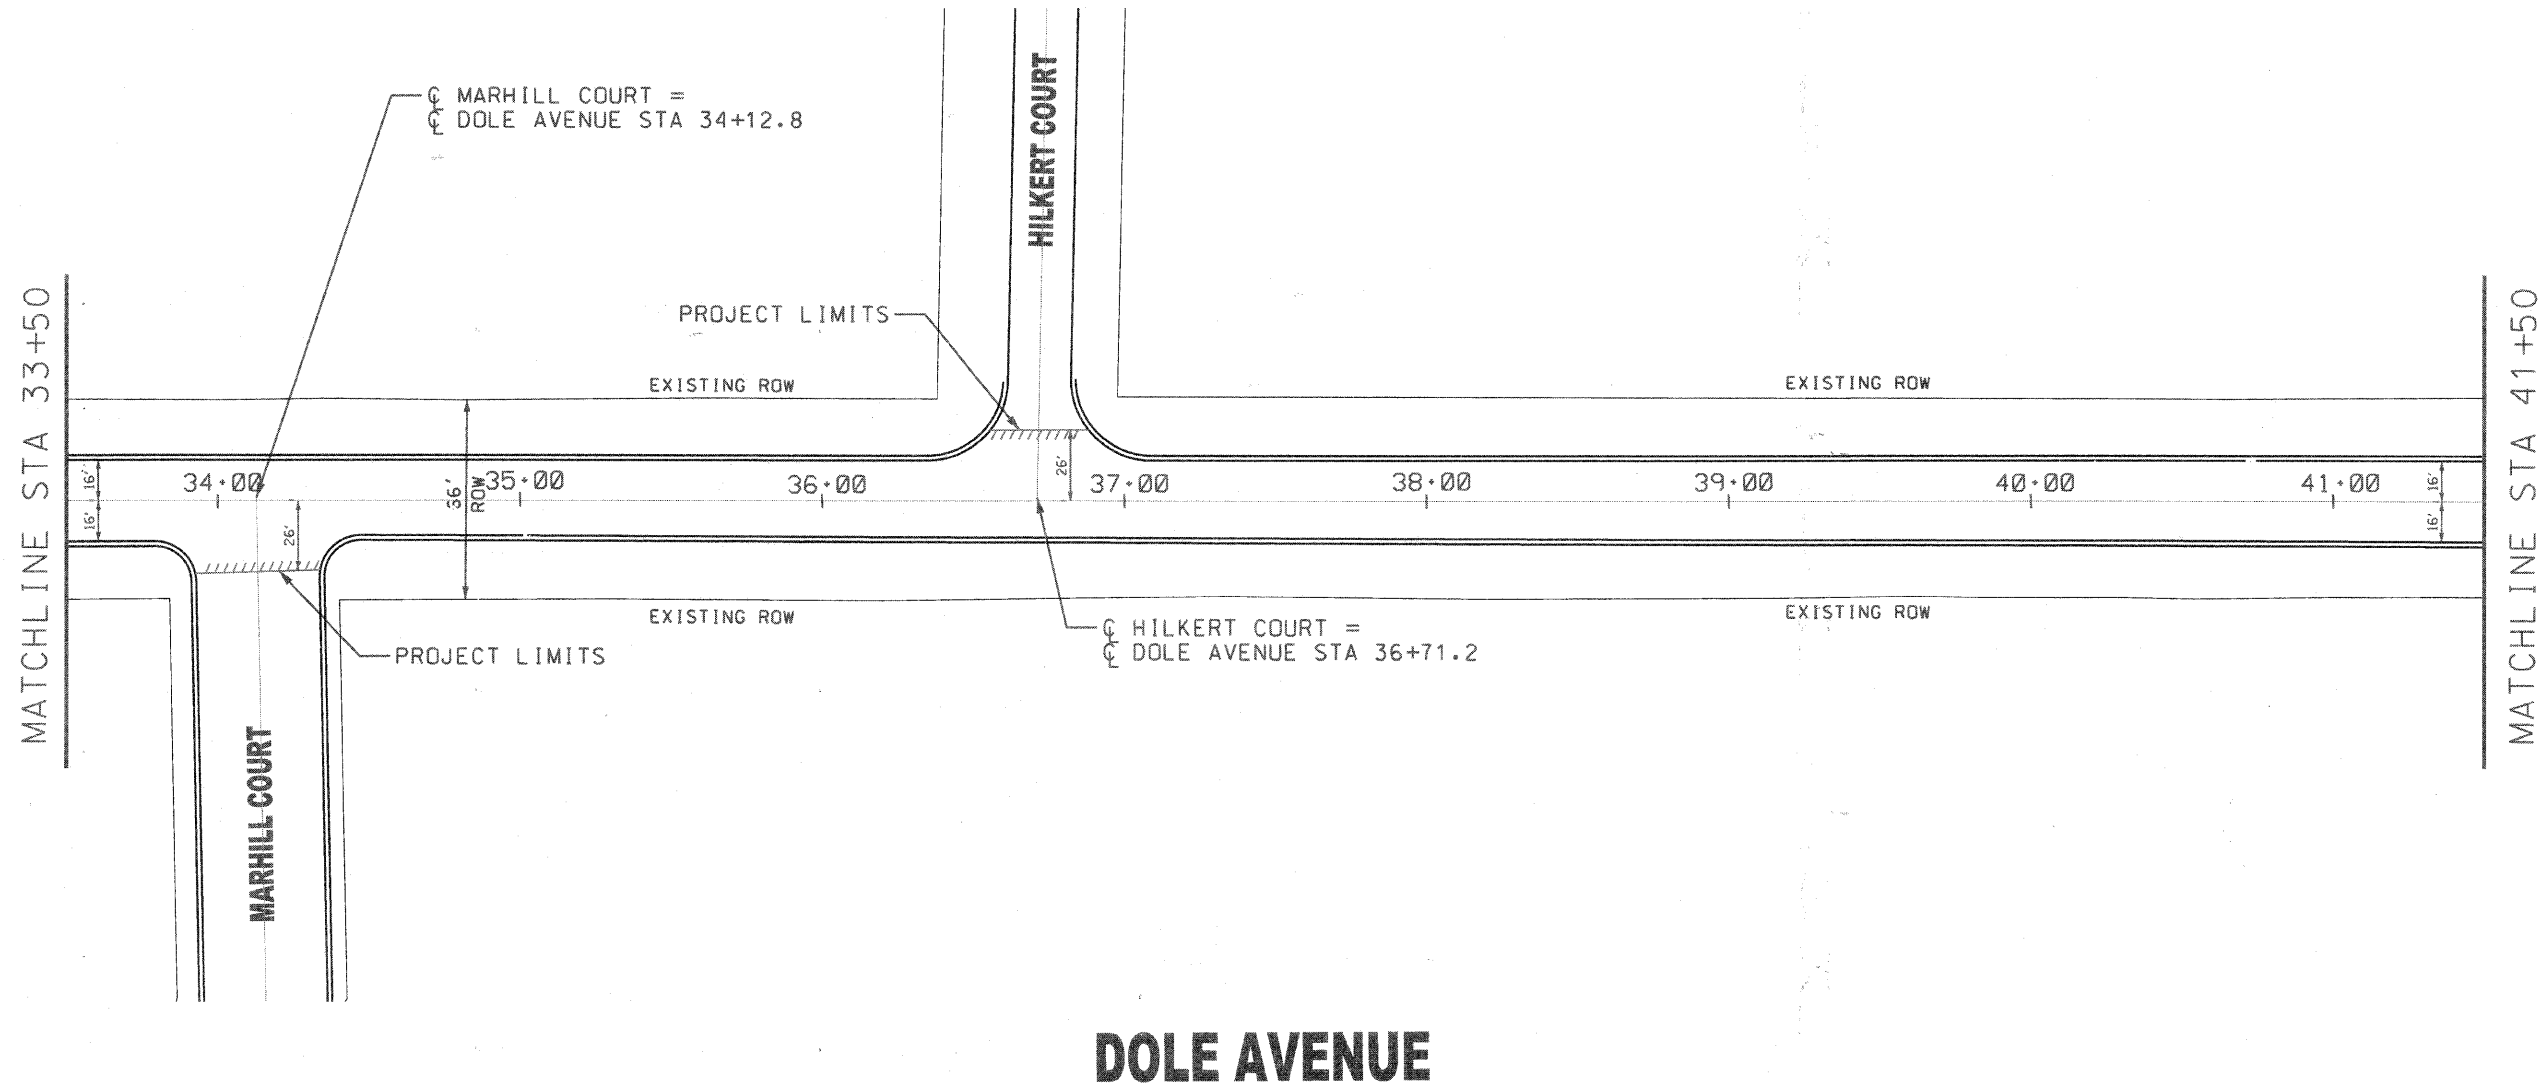 HILKERT COURT
℄ MARHILL COURT =
℄ DOLE AVENUE STA 34+12.8
MATCHLINE STA 33+50
MATCHLINE STA 41+50
PROJECT LIMITS
EXISTING ROW
EXISTING ROW
16'
34+00
36'
ROW
35+00
36+00
26'
37+00
38+00
39+00
40+00
41+00
16'
16'
26'
16'
EXISTING ROW
EXISTING ROW
℄ HILKERT COURT =
℄ DOLE AVENUE STA 36+71.2
PROJECT LIMITS
MARHILL COURT
DOLE AVENUE